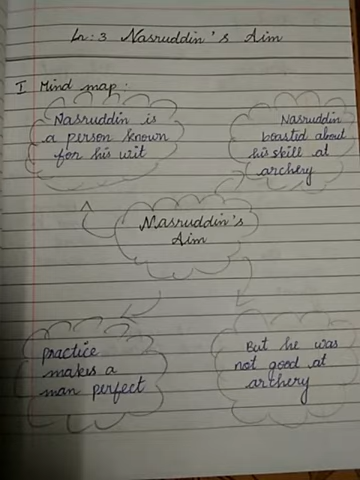 Ln: 3 Nasruddin's Aim
I Mind map:
Nasruddin is
a person known
for his wit
Nasruddin
boasted about
his skill at
archery
Nasruddin's
Aim
Practice
makes a
man perfect
But he was
not good at
archery